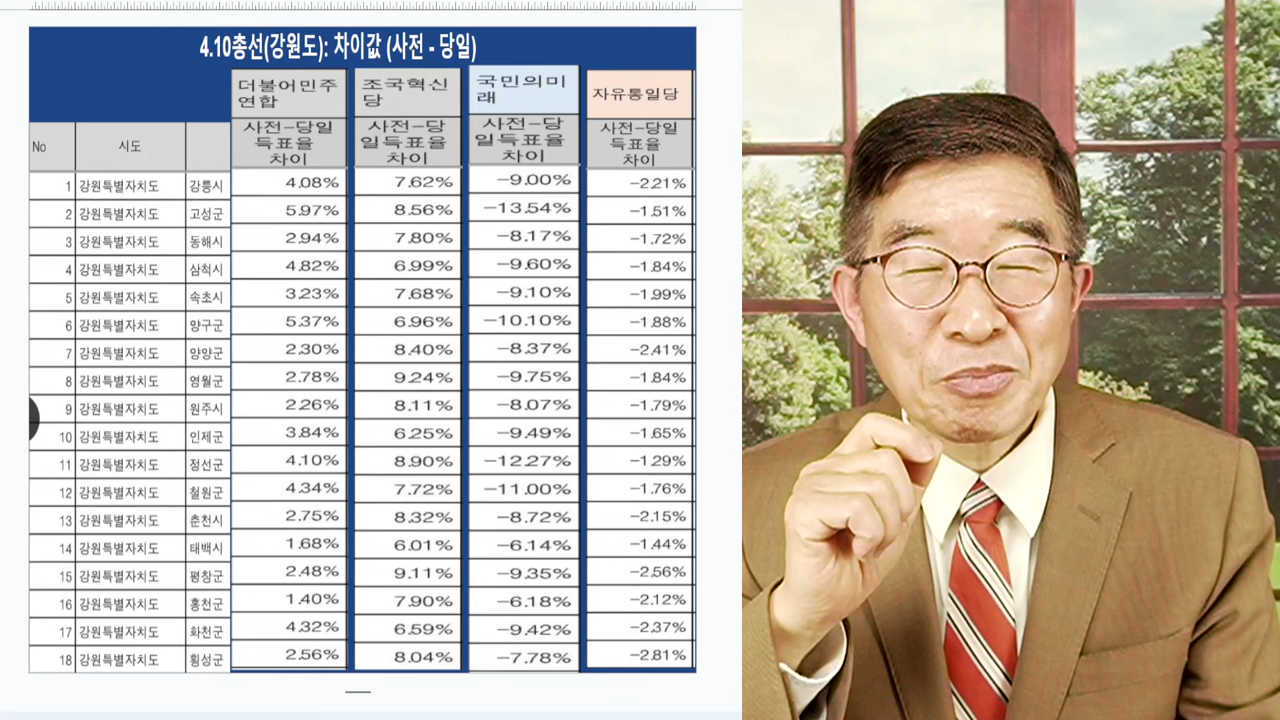 4.10총선(강원도): 차이값 (사전 - 당일)
더불어민주
연합
조국혁신
당
국민의미
래
자유통일당
No
시도
사전-당일
득표율
차이
사전-당
일득표율
차이
사전-당
일득표율
차이
사전-당일
득표율
차이
1 강원특별자치도 강릉시 4.08% 7.62% -9.00% -2.21%
2 강원특별자치도 고성군 5.97% 8.56% -13.54% -1.51%
3 강원특별자치도 동해시 2.94% 7.80% -8.17% -1.72%
4 강원특별자치도 삼척시 4.82% 6.99% -9.60% -1.84%
5 강원특별자치도 속초시 3.23% 7.68% -9.10% -1.99%
6 강원특별자치도 양구군 5.37% 6.96% -10.10% -1.88%
7 강원특별자치도 양양군 2.30% 8.40% -8.37% -2.41%
8 강원특별자치도 영월군 2.78% 9.24% -9.75% -1.84%
9 강원특별자치도 원주시 2.26% 8.11% -8.07% -1.79%
10 강원특별자치도 인제군 3.84% 6.25% -9.49% -1.65%
11 강원특별자치도 정선군 4.10% 8.90% -12.27% -1.29%
12 강원특별자치도 철원군 4.34% 7.72% -11.00% -1.76%
13 강원특별자치도 춘천시 2.75% 8.32% -8.72% -2.15%
14 강원특별자치도 태백시 1.68% 6.01% -6.14% -1.44%
15 강원특별자치도 평창군 2.48% 9.11% -9.35% -2.56%
16 강원특별자치도 홍천군 1.40% 7.90% -6.18% -2.12%
17 강원특별자치도 화천군 4.32% 6.59% -9.42% -2.37%
18 강원특별자치도 횡성군 2.56% 8.04% -7.78% -2.81%